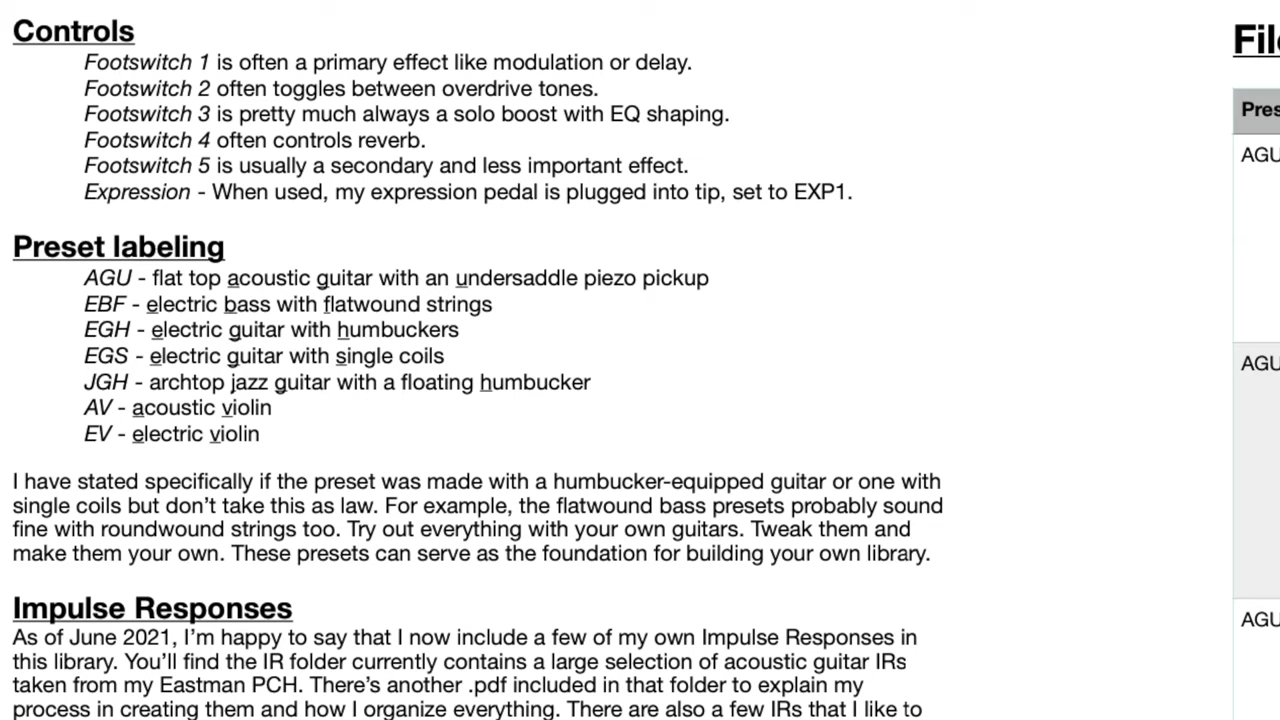 Controls
Footswitch 1 is often a primary effect like modulation or delay.
Footswitch 2 often toggles between overdrive tones.
Footswitch 3 is pretty much always a solo boost with EQ shaping.
Footswitch 4 often controls reverb.
Footswitch 5 is usually a secondary and less important effect.
Expression - When used, my expression pedal is plugged into tip, set to EXP1.
Preset labeling
AGU - flat top acoustic guitar with an undersaddle piezo pickup
EBF - electric bass with flatwound strings
EGH - electric guitar with humbuckers
EGS - electric guitar with single coils
JGH - archtop jazz guitar with a floating humbucker
AV - acoustic violin
EV - electric violin
I have stated specifically if the preset was made with a humbucker-equipped guitar or one with
single coils but don’t take this as law. For example, the flatwound bass presets probably sound
fine with roundwound strings too. Try out everything with your own guitars. Tweak them and
make them your own. These presets can serve as the foundation for building your own library.
Impulse Responses
As of June 2021, I’m happy to say that I now include a few of my own Impulse Responses in
this library. You’ll find the IR folder currently contains a large selection of acoustic guitar IRs
taken from my Eastman PCH. There’s another .pdf included in that folder to explain my
process in creating them and how I organize everything. There are also a few IRs that I like to
File
Pres
AGU
AGU
AGU